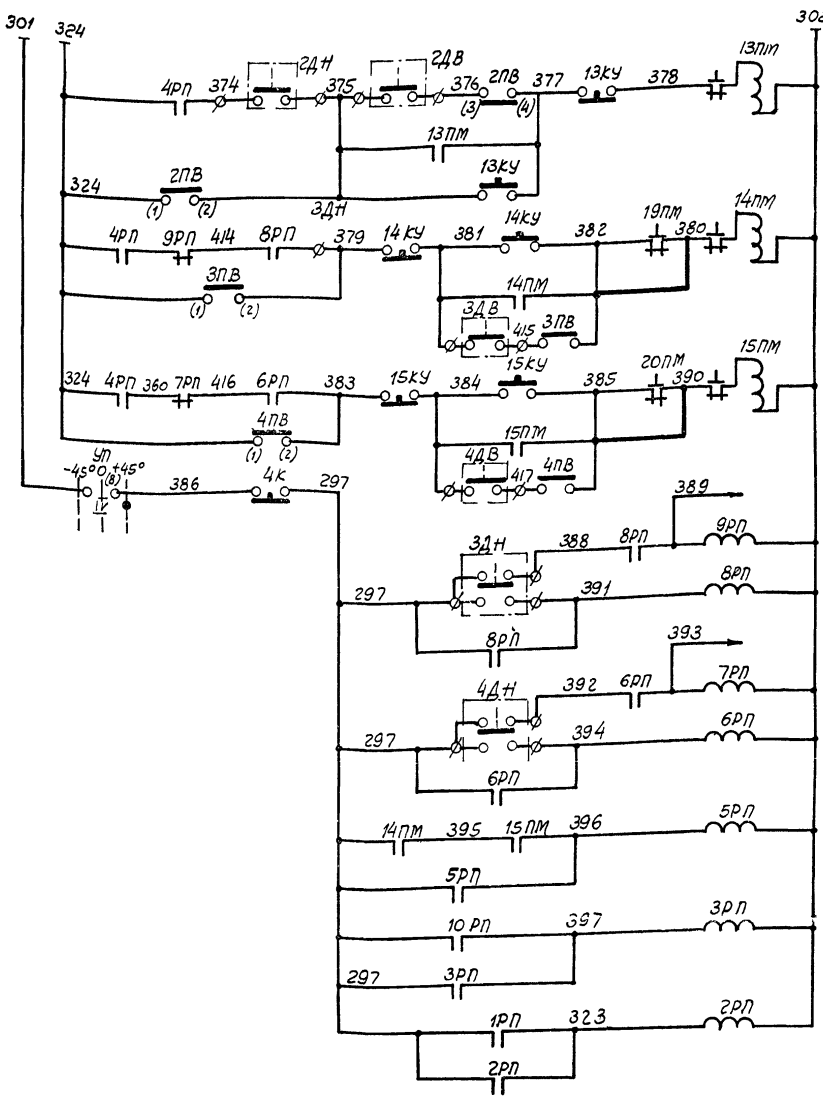 301 324 302
2ДН 2ДВ 13ПМ
4РП 374 375 376 2ПВ 377 13КУ 378
(3) (4)
13ПМ
324 2ПВ 13КУ
(1) (2) 3ДН
4РП 9РП 414 8РП 379 14КУ 381 14КУ 382 19ПМ 380 14ПМ
3ПВ 14ПМ
(1) (2)
3ДВ 415 3ПВ
324 4РП 360 7РП 416 6РП 383 15КУ 384 15КУ 385 20ПМ 390 15ПМ
4ПВ 15ПМ
(1) (2)
4ДВ 417 4ПВ
УП
-45° 0 (8) +45° 386 4К 297
IV
389
3ДН 388 8РП 9РП
297 391 8РП
8РП
393
4ДН 392 6РП 7РП
297 394 6РП
6РП
14ПМ 395 15ПМ 396 5РП
5РП
10РП 397 3РП
297 3РП
1РП 323 2РП
2РП